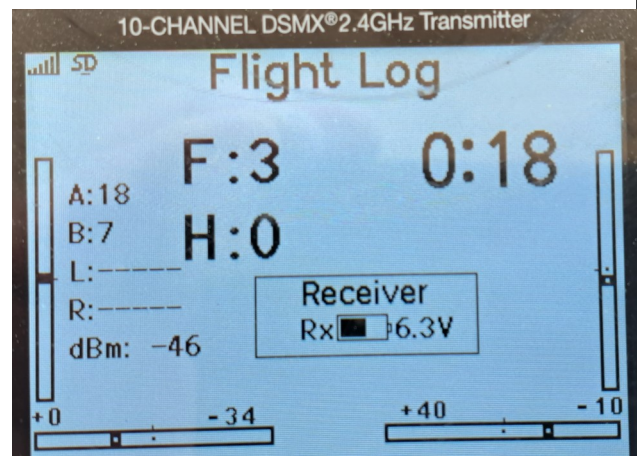 10-CHANNEL DSMX®2.4GHz Transmitter
SD
Flight Log
F:3
0:18
A:18
B:7
H:0
L:-----
R:-----
dBm: -46
Receiver
Rx 6.3V
+0 -34 +40 -10